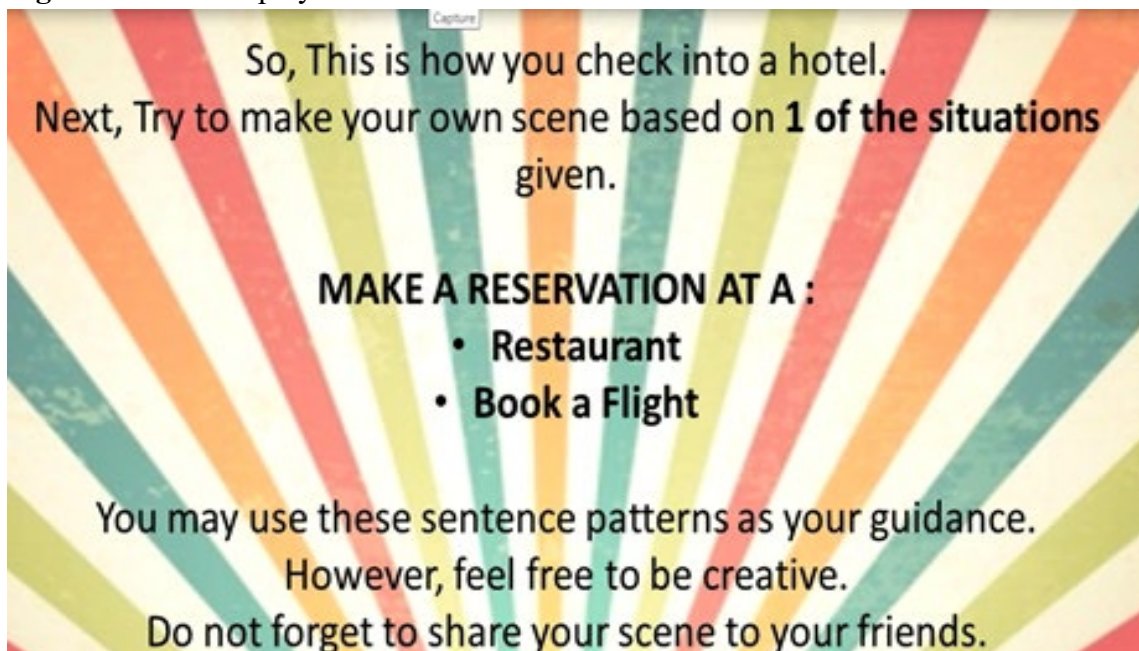 Capture
So, This is how you check into a hotel.
Next, Try to make your own scene based on 1 of the situations
given.
MAKE A RESERVATION AT A :
• Restaurant
• Book a Flight
You may use these sentence patterns as your guidance.
However, feel free to be creative.
Do not forget to share your scene to your friends.